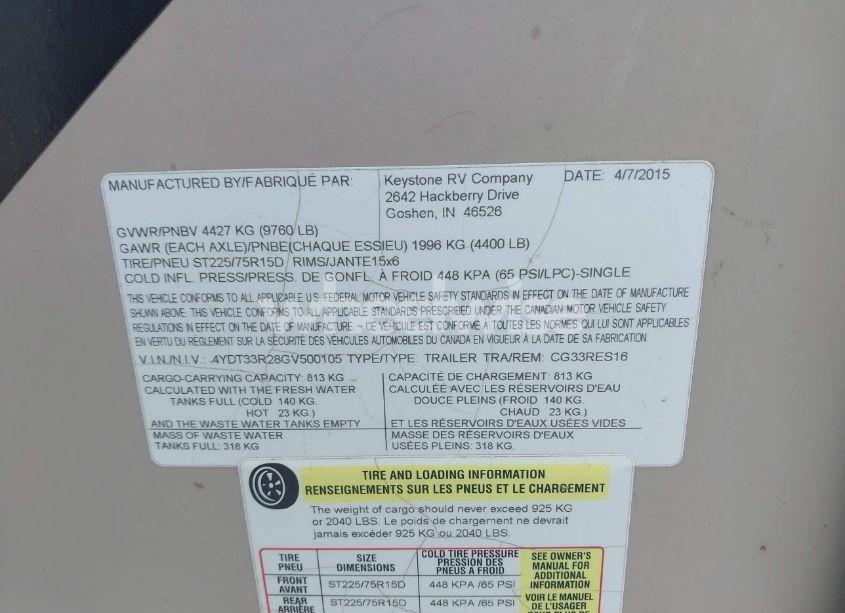 MANUFACTURED BY/FABRIQUÉ PAR: Keystone RV Company DATE: 4/7/2015
2642 Hackberry Drive
Goshen, IN 46526
GVWR/PNBV 4427 KG (9760 LB)
GAWR (EACH AXLE)/PNBE(CHAQUE ESSIEU) 1996 KG (4400 LB)
TIRE/PNEU ST225/75R15D RIMS/JANTE15x6
COLD INFL. PRESS/PRESS. DE GONFL. À FROID 448 KPA (65 PSI/LPC)-SINGLE
THIS VEHICLE CONFORMS TO ALL APPLICABLE U.S. FEDERAL MOTOR VEHICLE SAFETY STANDARDS IN EFFECT ON THE DATE OF MANUFACTURE
SHOWN ABOVE. THIS VEHICLE CONFORMS TO ALL APPLICABLE STANDARDS PRESCRIBED UNDER THE CANADIAN MOTOR VEHICLE SAFETY
REGULATIONS IN EFFECT ON THE DATE OF MANUFACTURE. ~ CE VÉHICULE EST CONFORME À TOUTES LES NORMES QUI LUI SONT APPLICABLES
EN VERTU DU RÈGLEMENT SUR LA SÉCURITÉ DES VÉHICULES AUTOMOBILES DU CANADA EN VIGUEUR À LA DATE DE SA FABRICATION.
V.I.N./N.I.V.: 4YDT33R28GV500105 TYPE/TYPE: TRAILER TRA/REM: CG33RES16
CARGO-CARRYING CAPACITY: 813 KG
CALCULATED WITH THE FRESH WATER
TANKS FULL (COLD 140 KG.
HOT 23 KG.)
AND THE WASTE WATER TANKS EMPTY
MASS OF WASTE WATER
TANKS FULL: 318 KG
CAPACITÉ DE CHARGEMENT: 813 KG
CALCULÉE AVEC LES RÉSERVOIRS D'EAU
DOUCE PLEINS (FROID 140 KG.
CHAUD 23 KG.)
ET LES RÉSERVOIRS D'EAUX USÉES VIDES
MASSE DES RÉSERVOIRS D'EAUX
USÉES PLEINS: 318 KG.
TIRE AND LOADING INFORMATION
RENSEIGNEMENTS SUR LES PNEUS ET LE CHARGEMENT
The weight of cargo should never exceed 925 KG
or 2040 LBS. Le poids de chargement ne devrait
jamais excéder 925 KG ou 2040 LBS.
TIRE
PNEU
SIZE
DIMENSIONS
COLD TIRE PRESSURE
PRESSION DES
PNEUS A FROID
SEE OWNER'S
MANUAL FOR
ADDITIONAL
INFORMATION
FRONT
AVANT
ST225/75R15D
448 KPA /65 PSI
REAR
ARRIÈRE
ST225/75R15D
448 KPA /65 PSI
VOIR LE MANUEL
DE L'USAGER